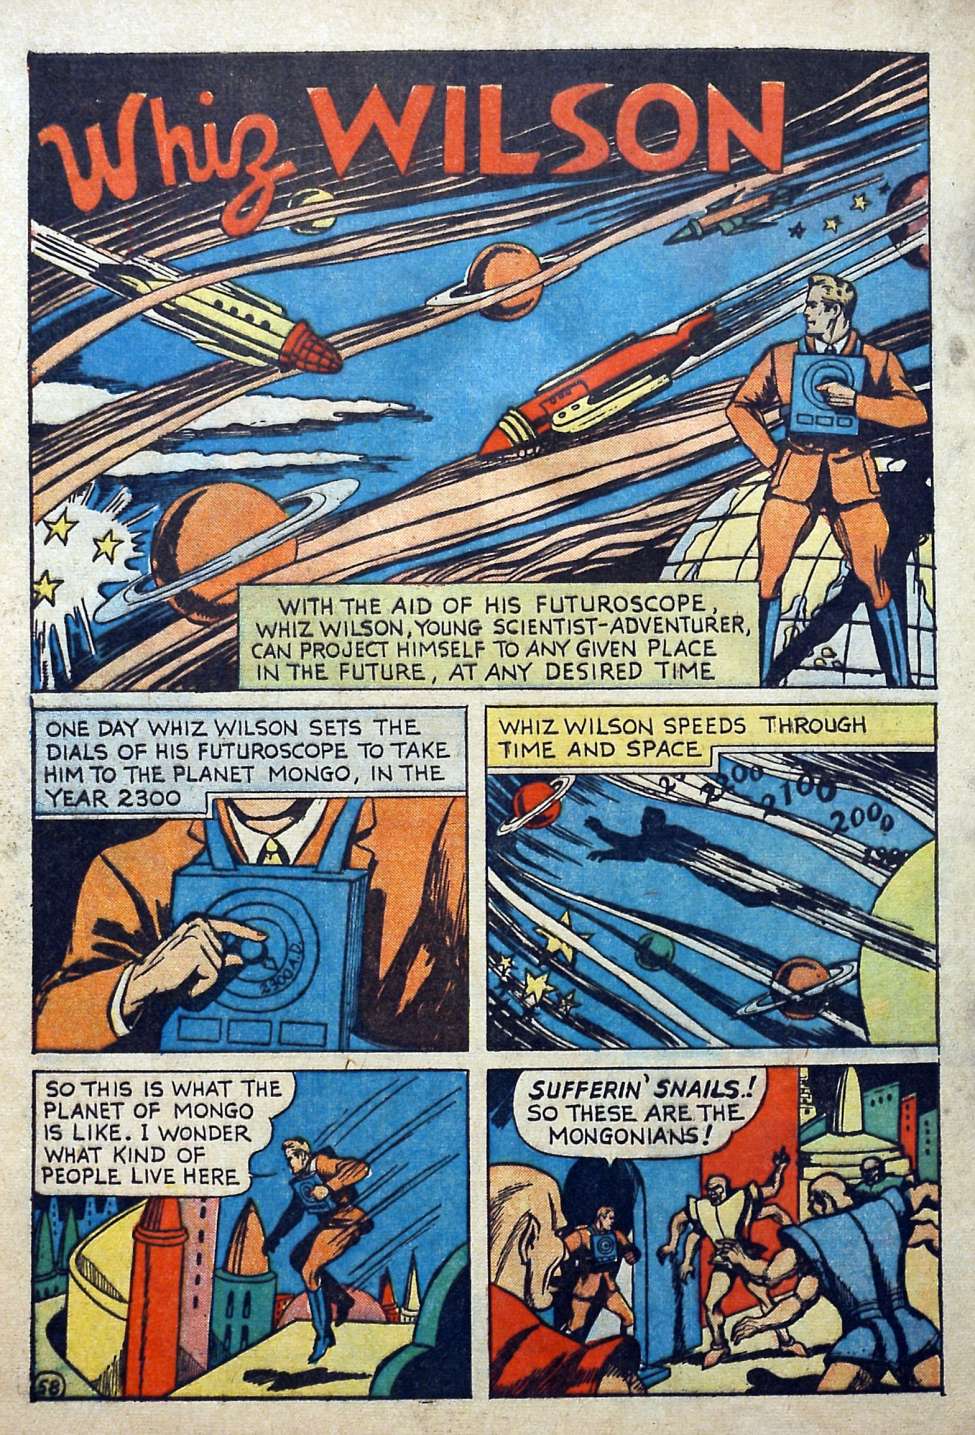 Whiz WILSON
WITH THE AID OF HIS FUTUROSCOPE,
WHIZ WILSON, YOUNG SCIENTIST-ADVENTURER,
CAN PROJECT HIMSELF TO ANY GIVEN PLACE
IN THE FUTURE, AT ANY DESIRED TIME
ONE DAY WHIZ WILSON SETS THE
DIALS OF HIS FUTUROSCOPE TO TAKE
HIM TO THE PLANET MONGO, IN THE
YEAR 2300
2300 A.D.
WHIZ WILSON SPEEDS THROUGH
TIME AND SPACE
2200
2100
2000
SO THIS IS WHAT THE
PLANET OF MONGO
IS LIKE. I WONDER
WHAT KIND OF
PEOPLE LIVE HERE
58
SUFFERIN' SNAILS!
SO THESE ARE THE
MONGONIANS!